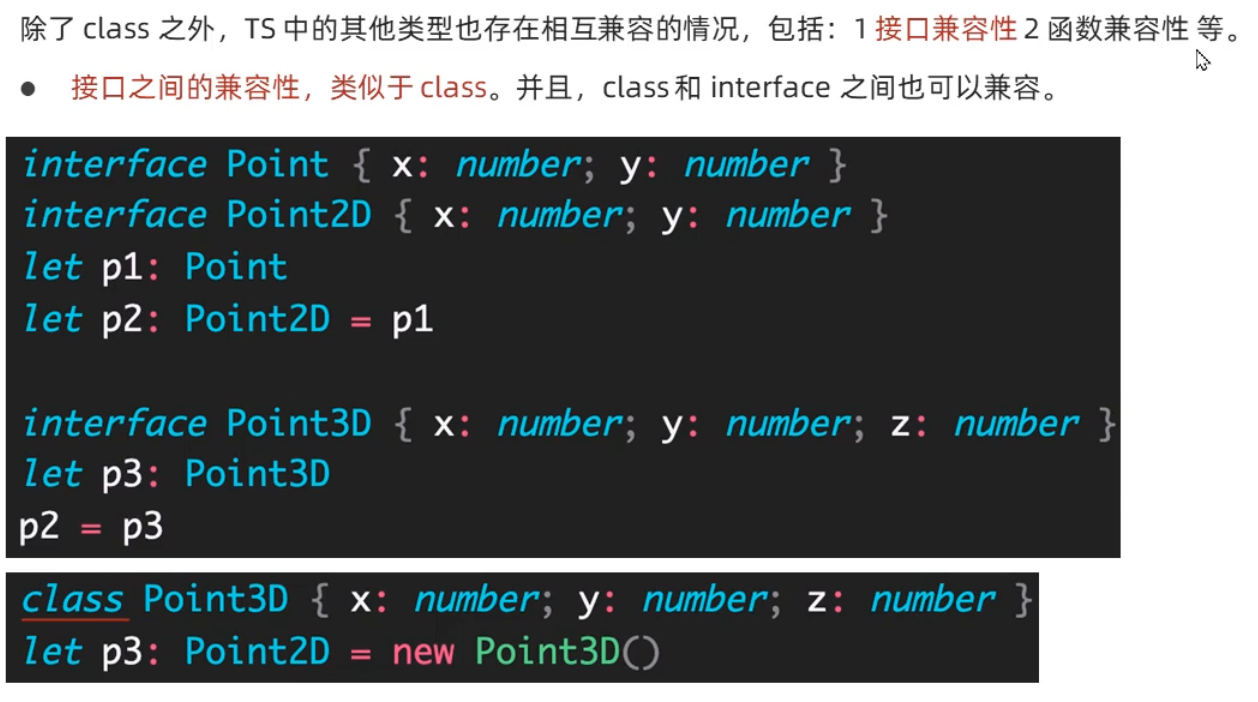 除了 class 之外，TS 中的其他类型也存在相互兼容的情况，包括：1 接口兼容性 2 函数兼容性 等。
● 接口之间的兼容性，类似于 class。并且，class 和 interface 之间也可以兼容。
interface Point { x: number; y: number }
interface Point2D { x: number; y: number }
let p1: Point
let p2: Point2D = p1
interface Point3D { x: number; y: number; z: number }
let p3: Point3D
p2 = p3
class Point3D { x: number; y: number; z: number }
let p3: Point2D = new Point3D()